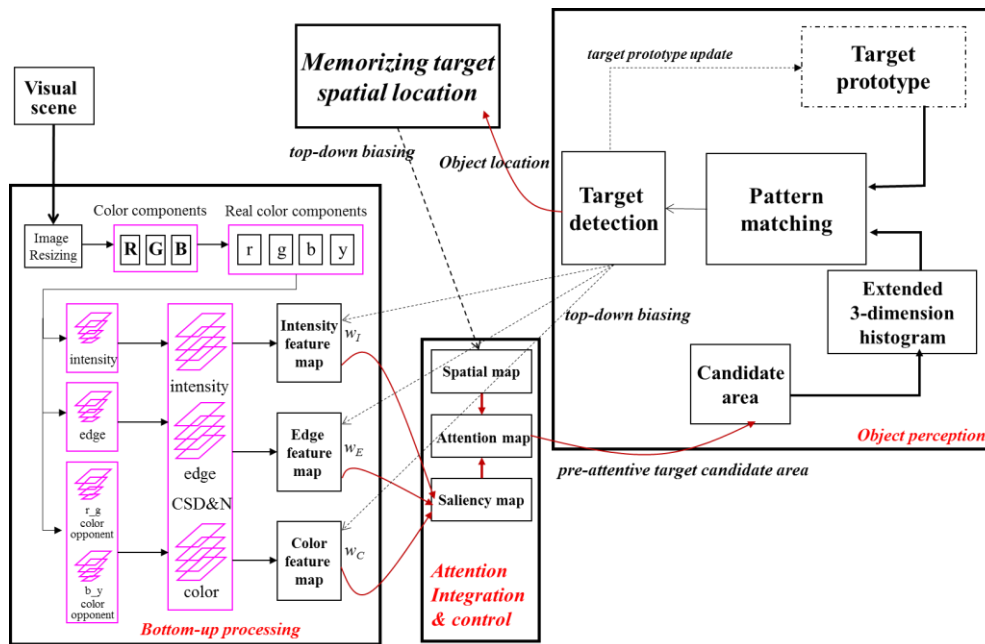 Visual
scene
Memorizing target
spatial location
target prototype update
Target
prototype
top-down biasing
Object location
Target
detection
Pattern
matching
Color components
Real color components
Image
Resizing
R G B
r g b y
Extended
3-dimension
histogram
top-down biasing
intensity
intensity
Intensity
feature
map
w_I
Spatial map
Candidate
area
edge
edge
Edge
feature
map
w_E
Attention map
Object perception
pre-attentive target candidate area
CSD&N
Saliency map
r_g
color
opponent
b_y
color
opponent
color
Color
feature
map
w_C
Attention
Integration
& control
Bottom-up processing